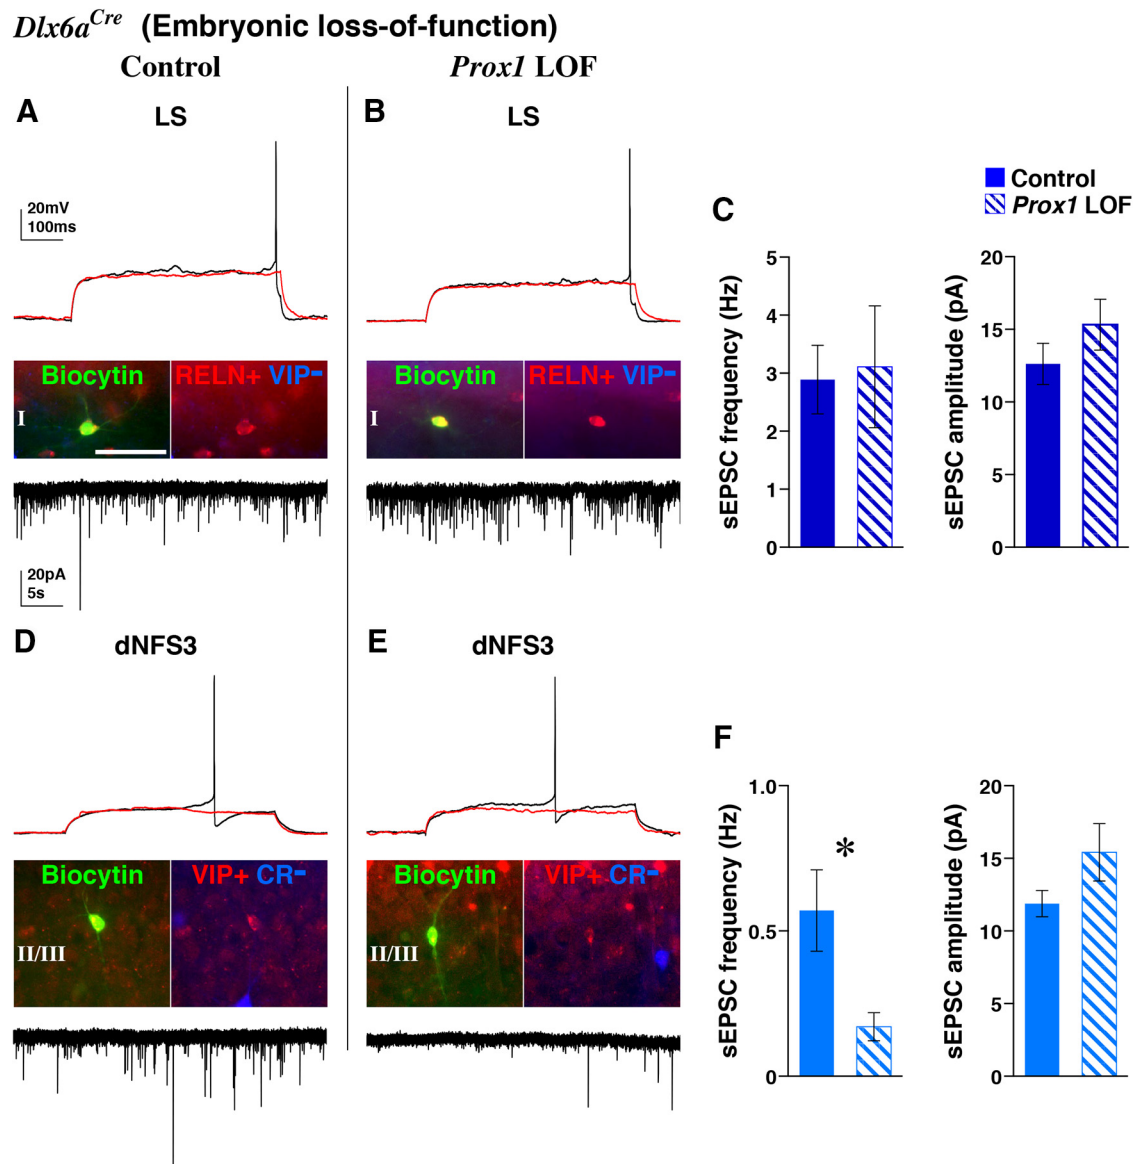 Dlx6aCre (Embryonic loss-of-function)
Control
Prox1 LOF
A
LS
20mV
100ms
Biocytin
RELN+ VIP-
I
20pA
5s
B
LS
Biocytin
RELN+ VIP-
I
C
Control
Prox1 LOF
sEPSC frequency (Hz)
5
4
3
2
1
0
sEPSC amplitude (pA)
20
15
10
5
0
D
dNFS3
Biocytin
VIP+ CR-
II/III
E
dNFS3
Biocytin
VIP+ CR-
II/III
F
sEPSC frequency (Hz)
1.0
0.5
0
*
sEPSC amplitude (pA)
20
15
10
5
0